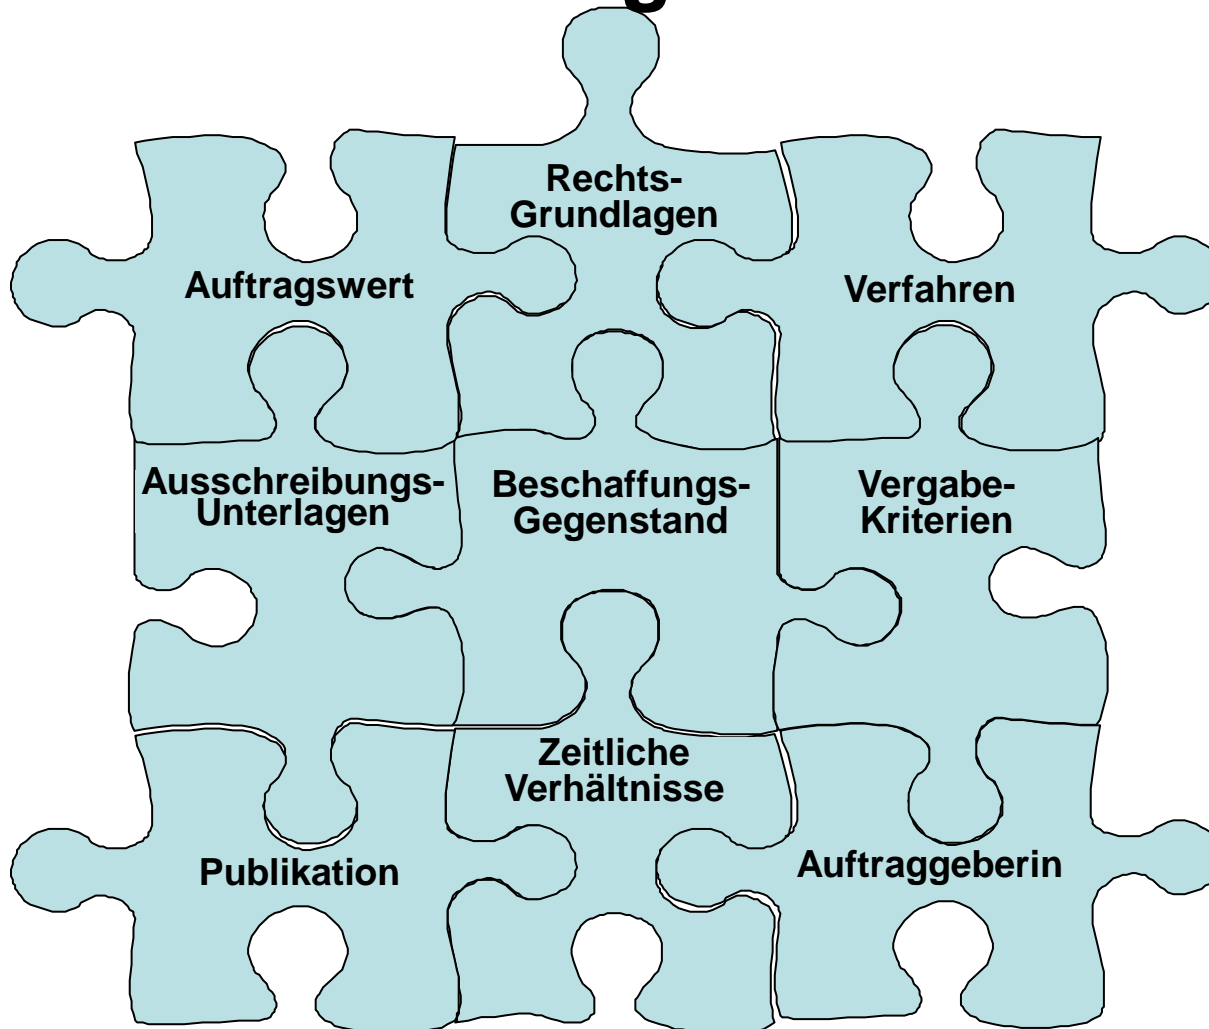 Rechts-
Grundlagen
Auftragswert
Verfahren
Ausschreibungs-
Unterlagen
Beschaffungs-
Gegenstand
Vergabe-
Kriterien
Zeitliche
Verhältnisse
Publikation
Auftraggeberin